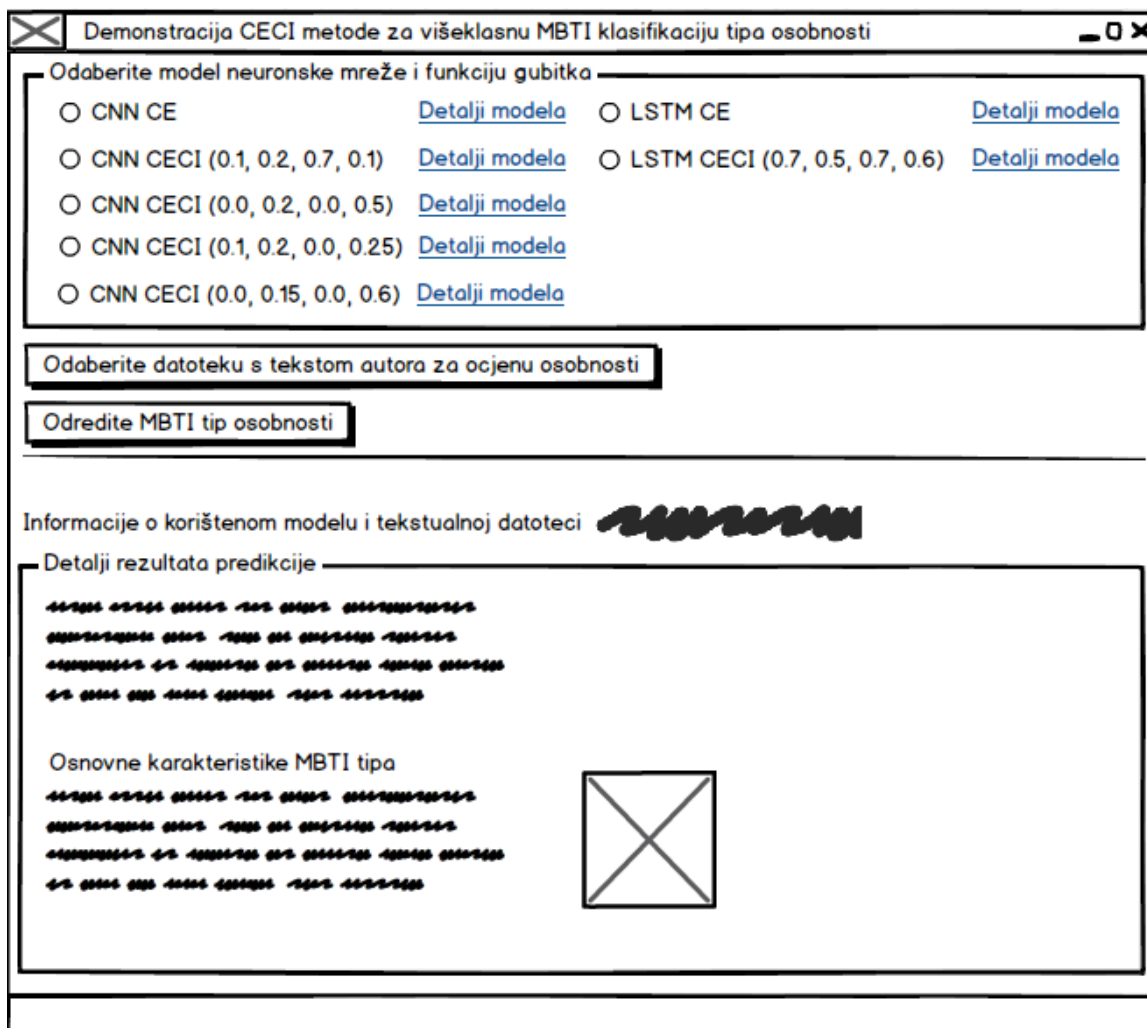 Demonstracija CECI metode za višeklasnu MBTI klasifikaciju tipa osobnosti
Odaberite model neuronske mreže i funkciju gubitka
CNN CE Detalji modela LSTM CE Detalji modela
CNN CECI (0.1, 0.2, 0.7, 0.1) Detalji modela LSTM CECI (0.7, 0.5, 0.7, 0.6) Detalji modela
CNN CECI (0.0, 0.2, 0.0, 0.5) Detalji modela
CNN CECI (0.1, 0.2, 0.0, 0.25) Detalji modela
CNN CECI (0.0, 0.15, 0.0, 0.6) Detalji modela
Odaberite datoteku s tekstom autora za ocjenu osobnosti
Odredite MBTI tip osobnosti
Informacije o korištenom modelu i tekstualnoj datoteci
Detalji rezultata predikcije
Osnovne karakteristike MBTI tipa